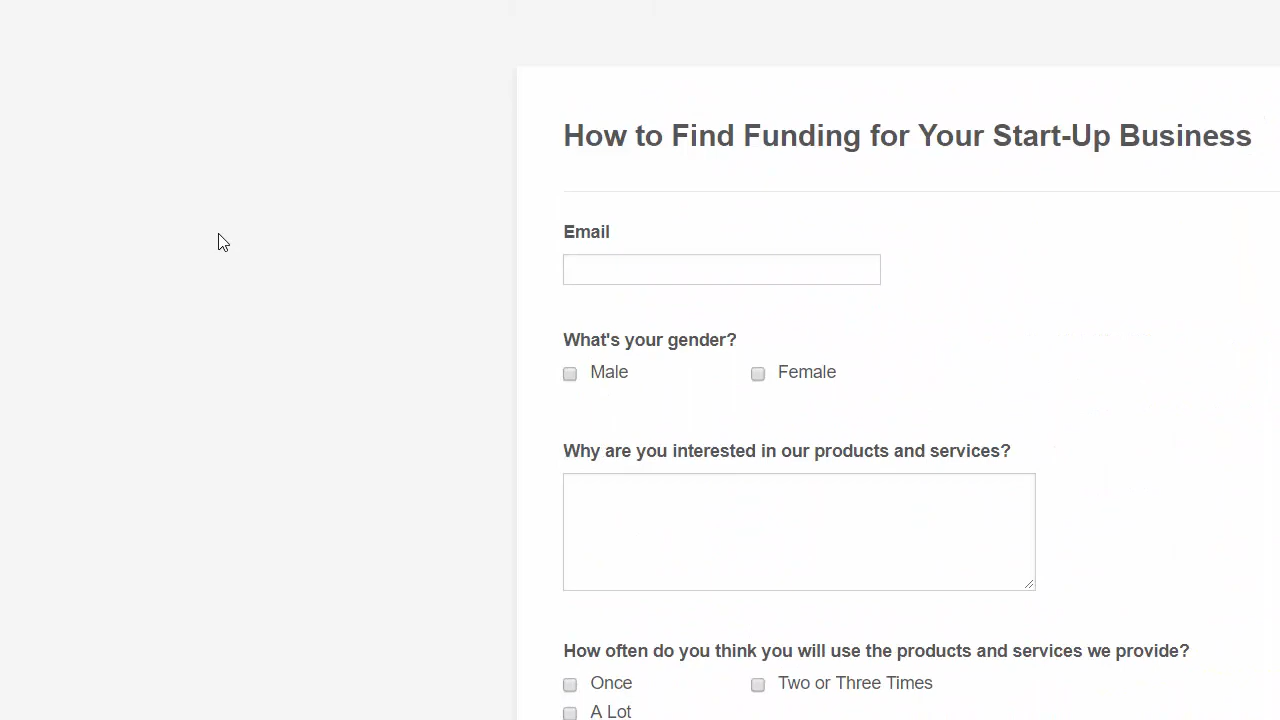 How to Find Funding for Your Start-Up Business
Email
What's your gender?
Male Female
Why are you interested in our products and services?
How often do you think you will use the products and services we provide?
Once Two or Three Times
A Lot